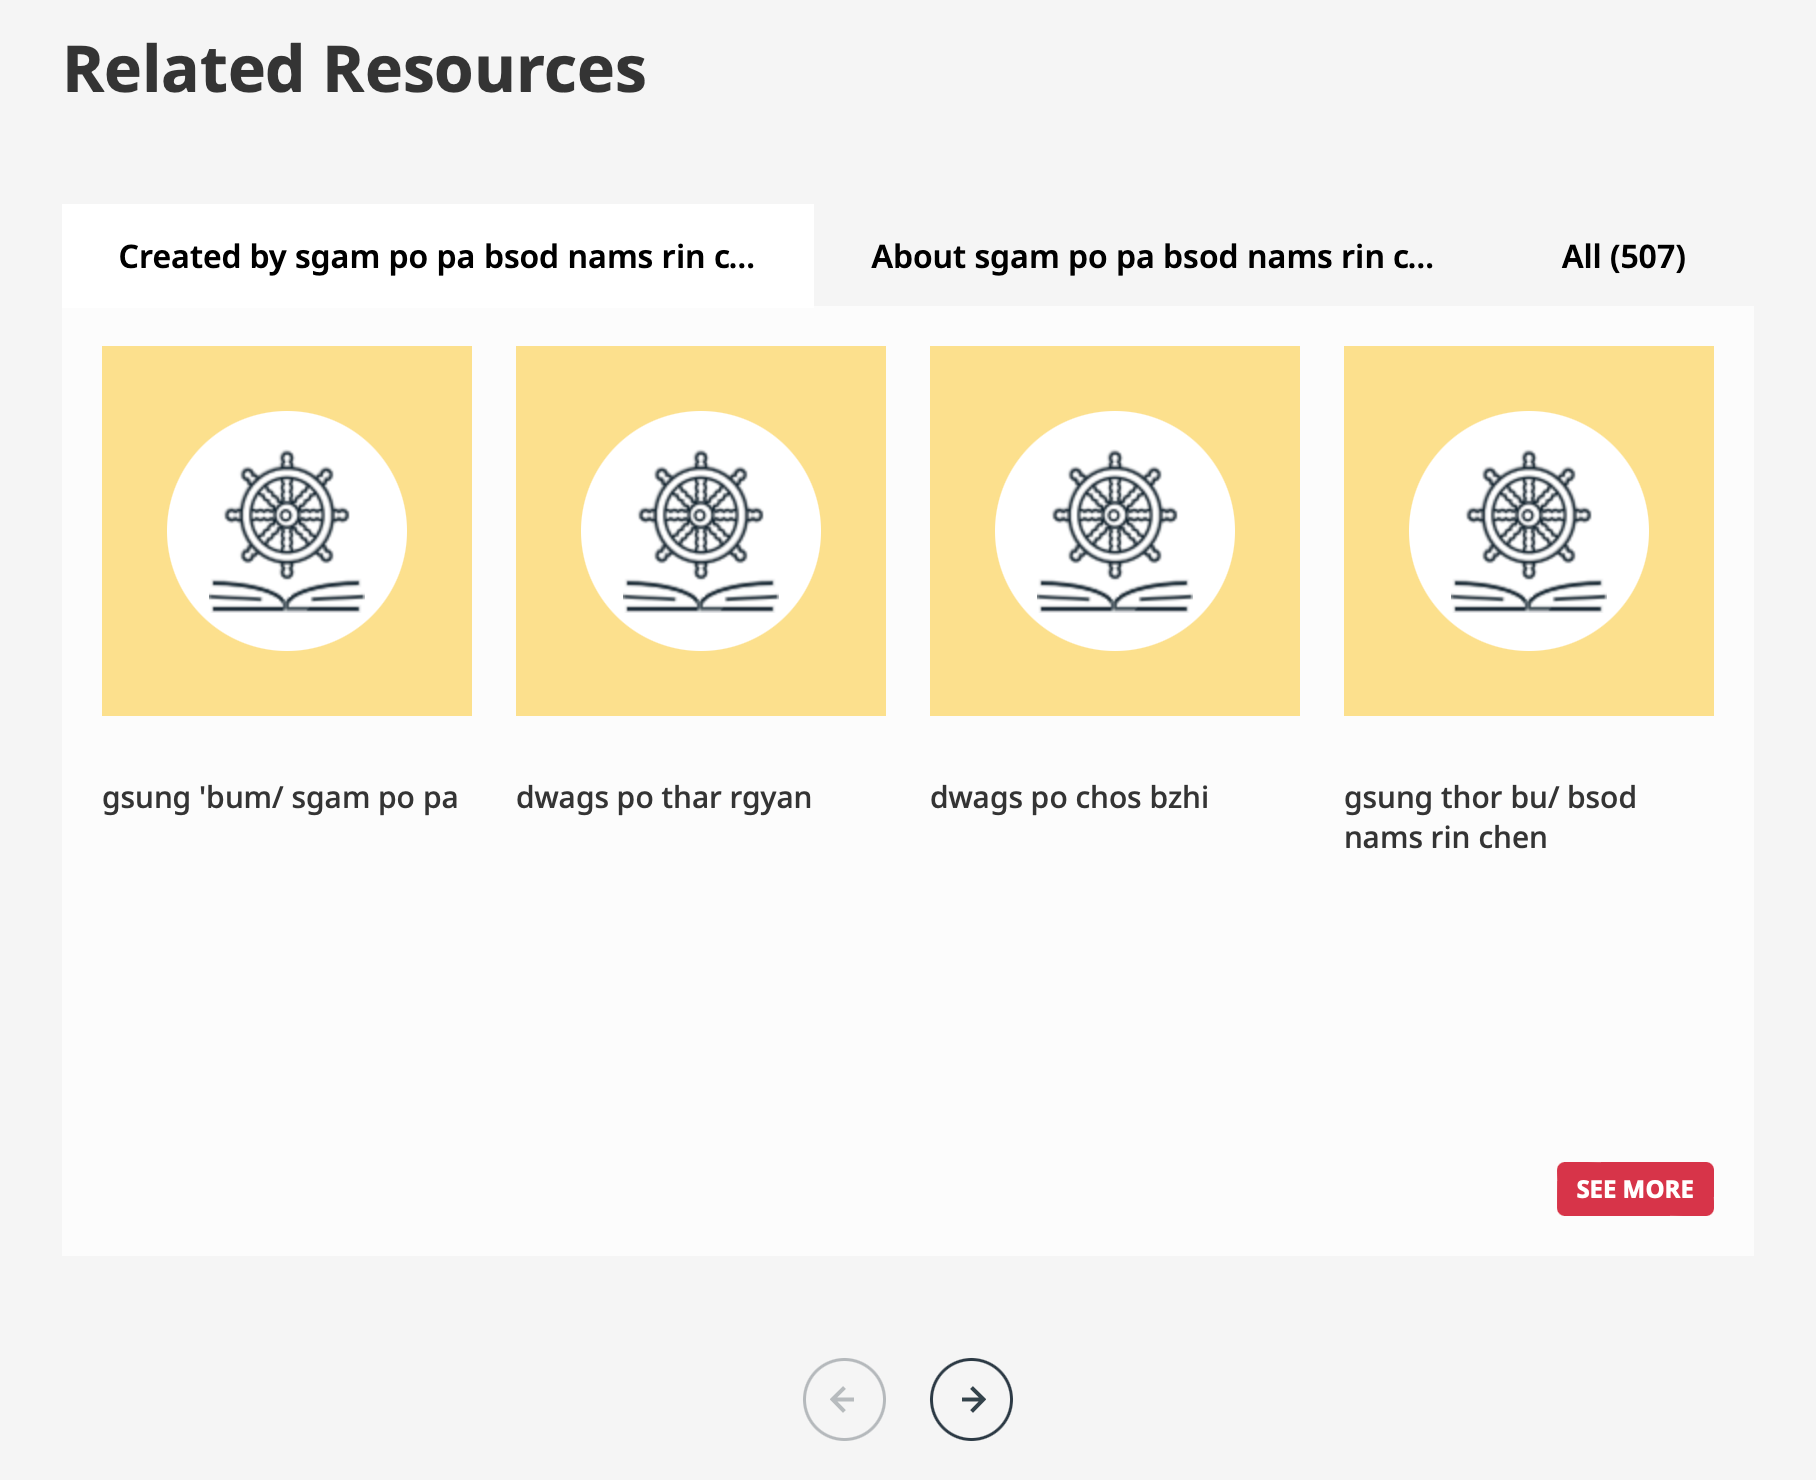 Related Resources
Created by sgam po pa bsod nams rin c...
About sgam po pa bsod nams rin c...
All (507)
gsung 'bum/ sgam po pa
dwags po thar rgyan
dwags po chos bzhi
gsung thor bu/ bsod
nams rin chen
SEE MORE